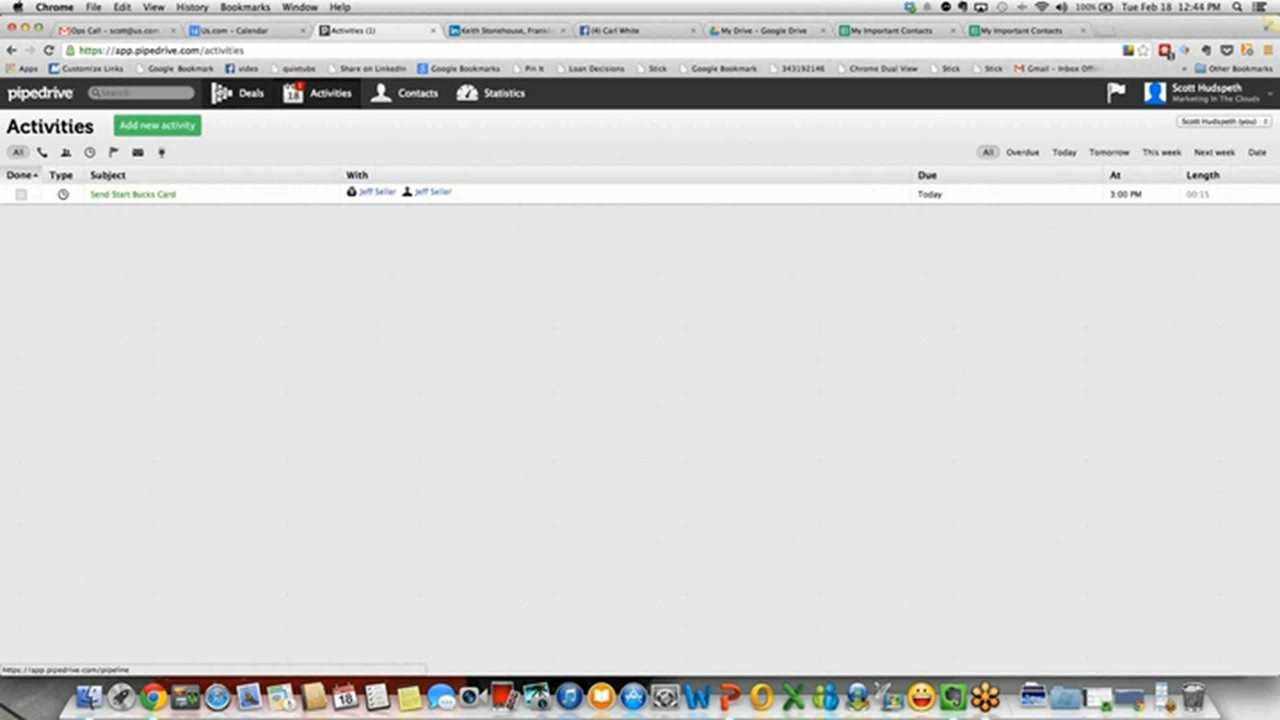 Chrome File Edit View History Bookmarks Window Help 100% Tue Feb 18 12:44 PM
Ops Call – scott@us.com Us.com – Calendar Activities (1) Keith Stonehouse, Frankl (4) Carl White My Drive – Google Drive My Important Contacts My Important Contacts
https://app.pipedrive.com/activities
Apps Customize Links Google Bookmark video quietube Share on LinkedIn Google Bookmarks Pin It Loan Decisions Stick Google Bookmark 343192146 Chrome Dual View Stick Stick Gmail – Inbox Other Bookmarks
pipedrive Search Deals 18 1 Activities Contacts Statistics Scott Hudspeth
Marketing In The Clouds
Activities Add new activity Scott Hudspeth (you)
All All Overdue Today Tomorrow This week Next week Date
Done Type Subject With Due At Length
Send Start Bucks Card Jeff Seller Jeff Seller Today 3:00 PM 00:15
https://app.pipedrive.com/pipeline
18